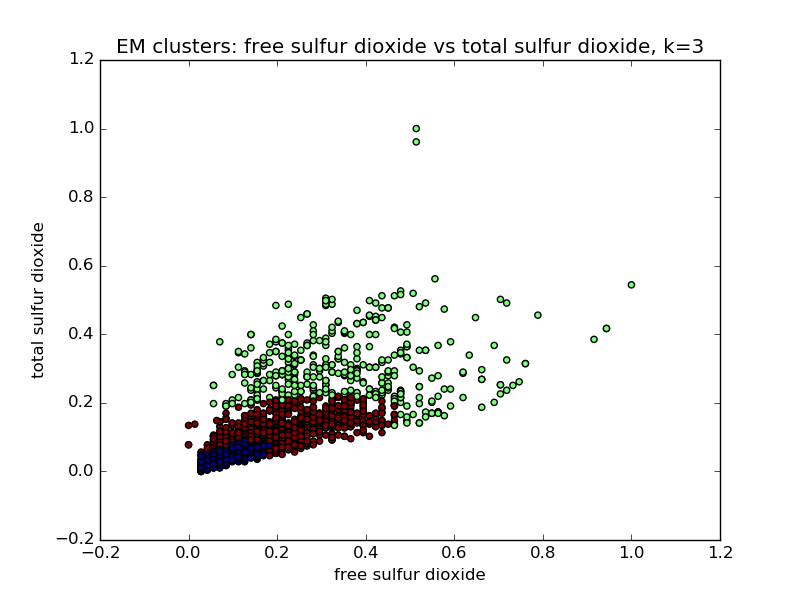 EM clusters: free sulfur dioxide vs total sulfur dioxide, k=3
1.2
1.0
0.8
0.6
0.4
0.2
0.0
−0.2
total sulfur dioxide
−0.2 0.0 0.2 0.4 0.6 0.8 1.0 1.2
free sulfur dioxide